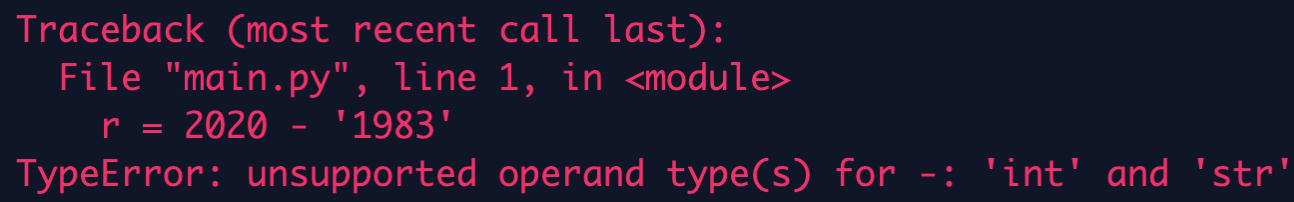 Traceback (most recent call last):
  File "main.py", line 1, in <module>
    r = 2020 - '1983'
TypeError: unsupported operand type(s) for -: 'int' and 'str'